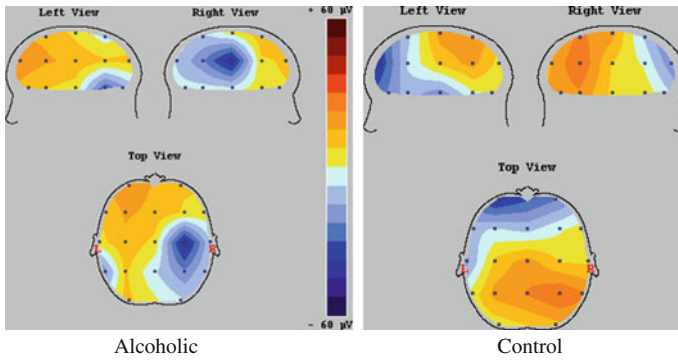 Left View Right View
+ 60 µV
Top View
L R
- 60 µV
Alcoholic
Left View Right View
Top View
L R
Control